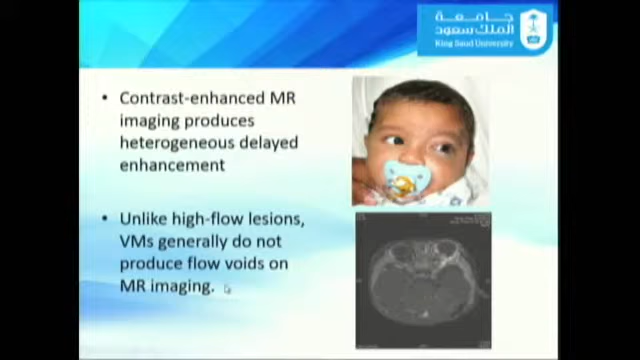 جامعة
الملك سعود
King Saud University
• Contrast-enhanced MR
imaging produces
heterogeneous delayed
enhancement
• Unlike high-flow lesions,
VMs generally do not
produce flow voids on
MR imaging.